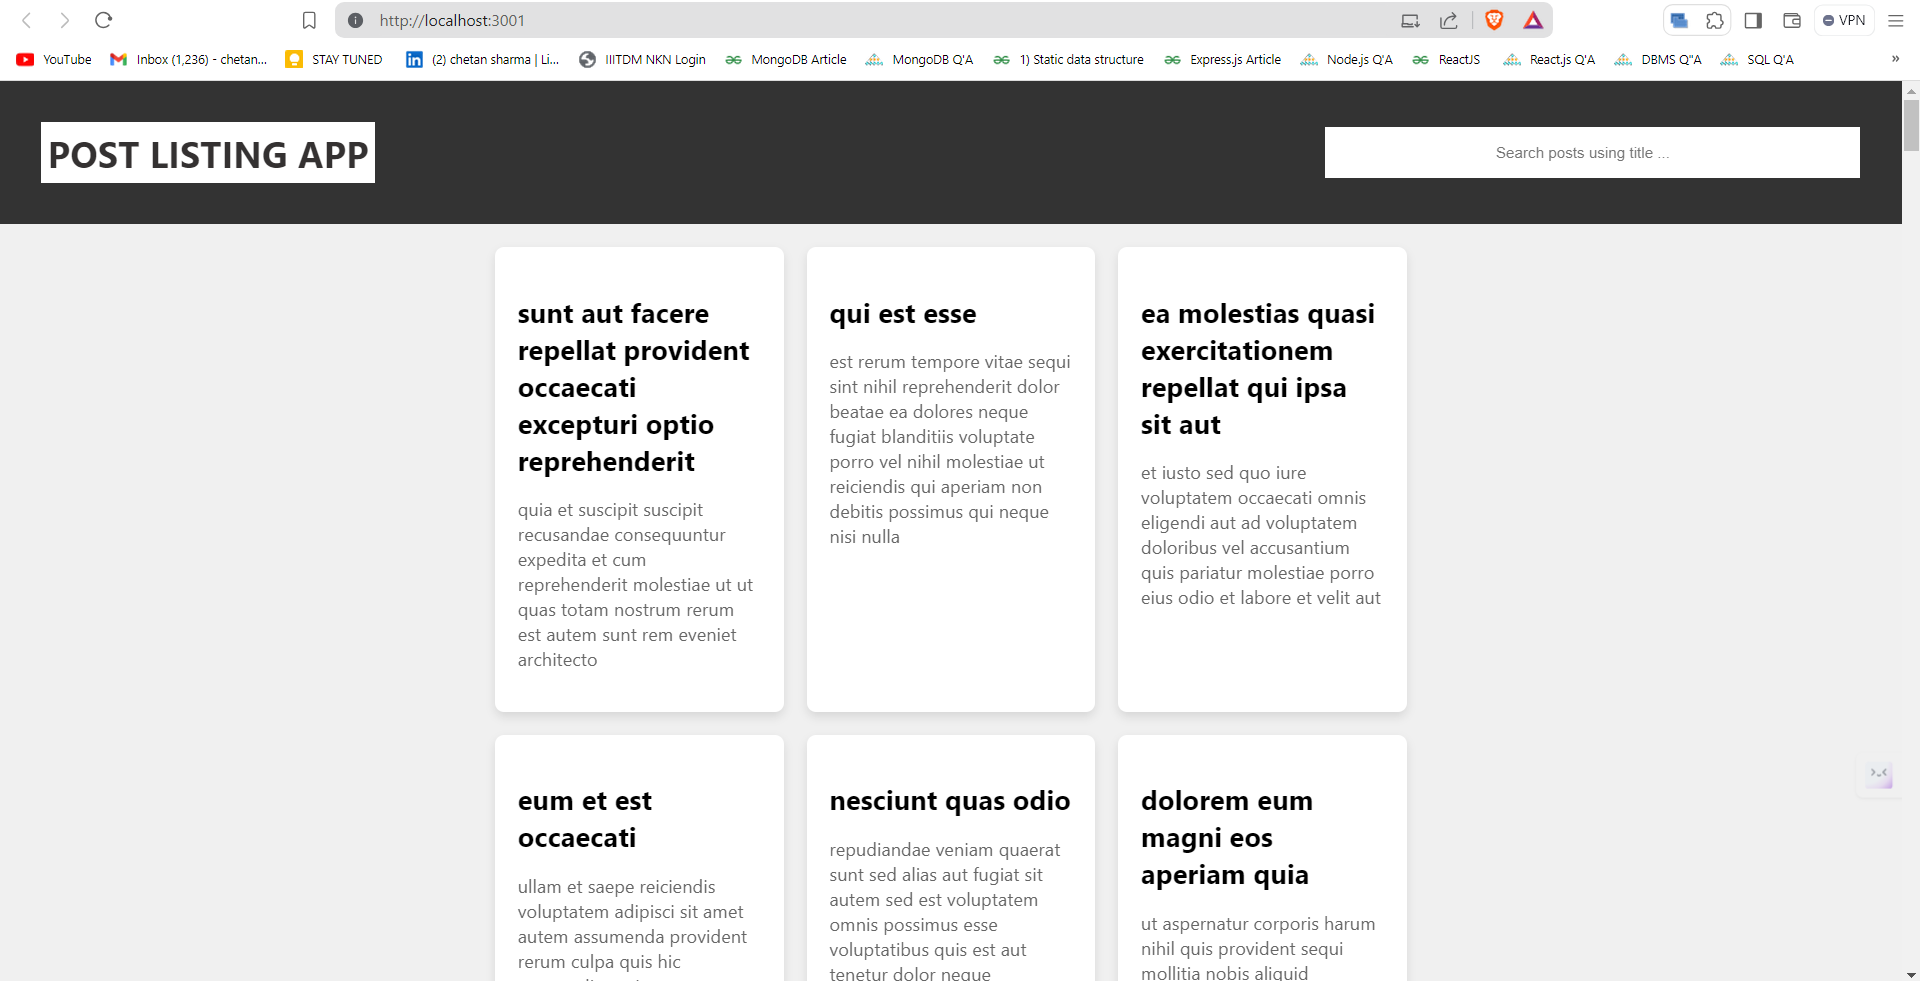 http://localhost:3001
VPN
YouTube
Inbox (1,236) - chetan...
STAY TUNED
(2) chetan sharma | Li...
IIITDM NKN Login
MongoDB Article
MongoDB Q'A
1) Static data structure
Express.js Article
Node.js Q'A
ReactJS
React.js Q'A
DBMS Q"A
SQL Q'A
»
POST LISTING APP
Search posts using title ...
sunt aut facere
repellat provident
occaecati
excepturi optio
reprehenderit
quia et suscipit suscipit
recusandae consequuntur
expedita et cum
reprehenderit molestiae ut ut
quas totam nostrum rerum
est autem sunt rem eveniet
architecto
qui est esse
est rerum tempore vitae sequi
sint nihil reprehenderit dolor
beatae ea dolores neque
fugiat blanditiis voluptate
porro vel nihil molestiae ut
reiciendis qui aperiam non
debitis possimus qui neque
nisi nulla
ea molestias quasi
exercitationem
repellat qui ipsa
sit aut
et iusto sed quo iure
voluptatem occaecati omnis
eligendi aut ad voluptatem
doloribus vel accusantium
quis pariatur molestiae porro
eius odio et labore et velit aut
eum et est
occaecati
ullam et saepe reiciendis
voluptatem adipisci sit amet
autem assumenda provident
rerum culpa quis hic
nesciunt quas odio
repudiandae veniam quaerat
sunt sed alias aut fugiat sit
autem sed est voluptatem
omnis possimus esse
voluptatibus quis est aut
tenetur dolor neque
dolorem eum
magni eos
aperiam quia
ut aspernatur corporis harum
nihil quis provident sequi
mollitia nobis aliquid